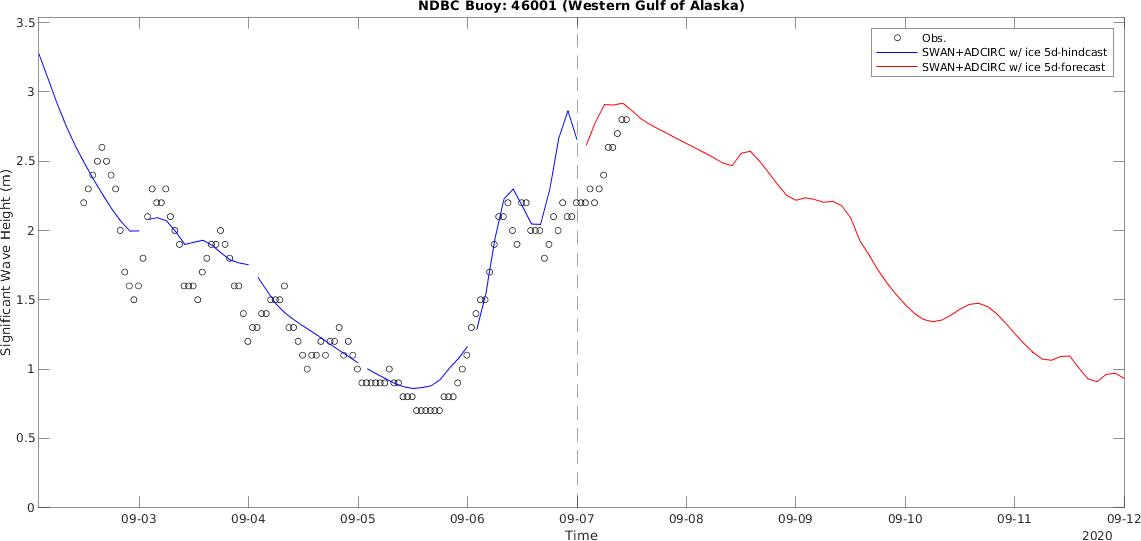 NDBC Buoy: 46001 (Western Gulf of Alaska)
Obs.
SWAN+ADCIRC w/ ice 5d-hindcast
SWAN+ADCIRC w/ ice 5d-forecast
Significant Wave Height (m)
3.5
3
2.5
2
1.5
1
0.5
0
09-03 09-04 09-05 09-06 09-07 09-08 09-09 09-10 09-11 09-12
Time
2020